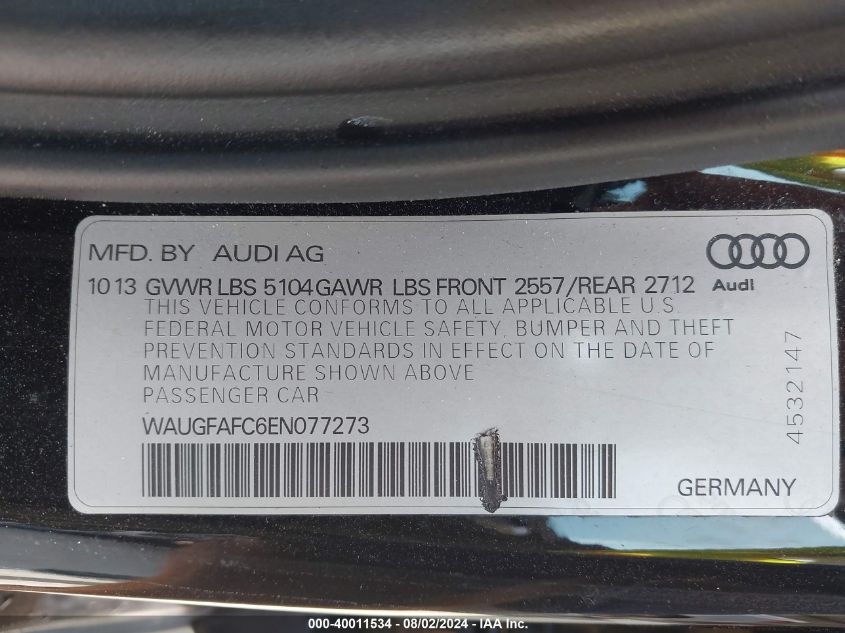 MFD. BY AUDI AG
10 13 GVWR LBS 5104 GAWR LBS FRONT 2557/REAR 2712
Audi
THIS VEHICLE CONFORMS TO ALL APPLICABLE U.S.
FEDERAL MOTOR VEHICLE SAFETY, BUMPER AND THEFT
PREVENTION STANDARDS IN EFFECT ON THE DATE OF
MANUFACTURE SHOWN ABOVE
PASSENGER CAR
WAUGFAFC6EN077273
4532147
GERMANY
000-40011534 - 08/02/2024 - IAA Inc.